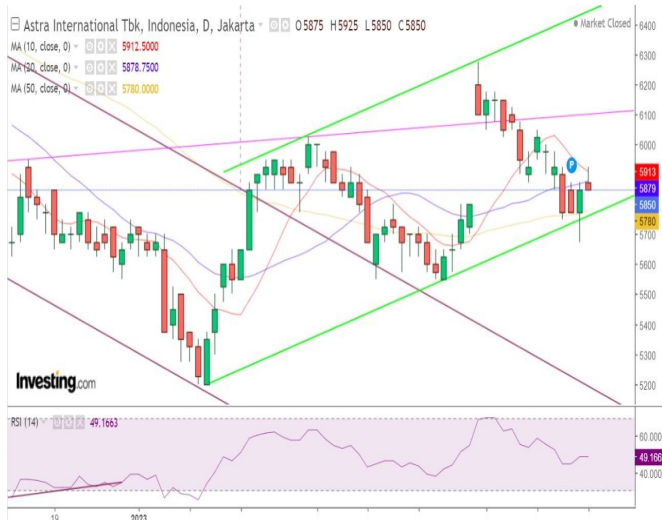 Astra International Tbk, Indonesia, D, Jakarta O5875 H5925 L5850 C5850
Market Closed
MA (10, close, 0) 5912.5000
MA (20, close, 0) 5878.7500
MA (50, close, 0) 5780.0000
6400
6300
6200
6100
6000
5913
5879
5850
5780
5700
5600
5500
5400
5300
5200
P
Investing.com
RSI (14) 49.1663
60.000
49.166
40.000
19
2023